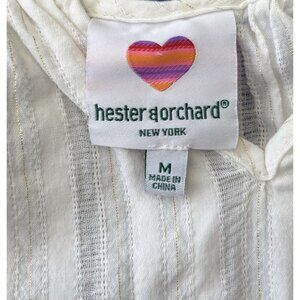 hester & orchard®
NEW YORK
M
MADE IN
CHINA